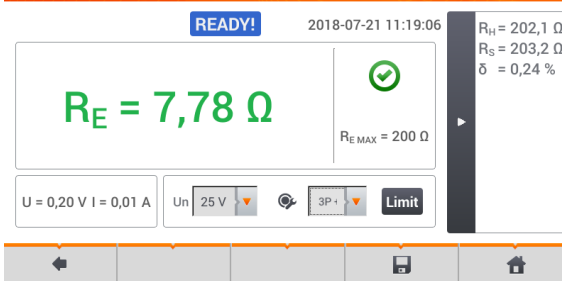 READY!
2018-07-21 11:19:06
RE = 7,78 Ω
RE MAX = 200 Ω
U = 0,20 V I = 0,01 A
Un 25 V
3P
Limit
RH = 202,1 Ω
RS = 203,2 Ω
δ = 0,24 %